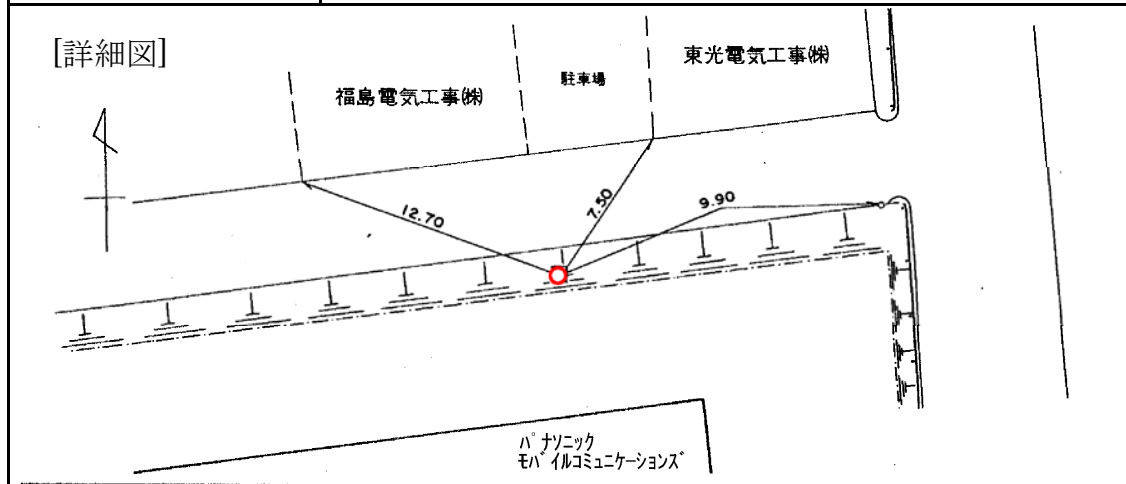 [詳細図]
福島電気工事㈱
駐車場
東光電気工事㈱
12.70
7.50
9.90
パナソニック
モバイルコミュニケーションズ